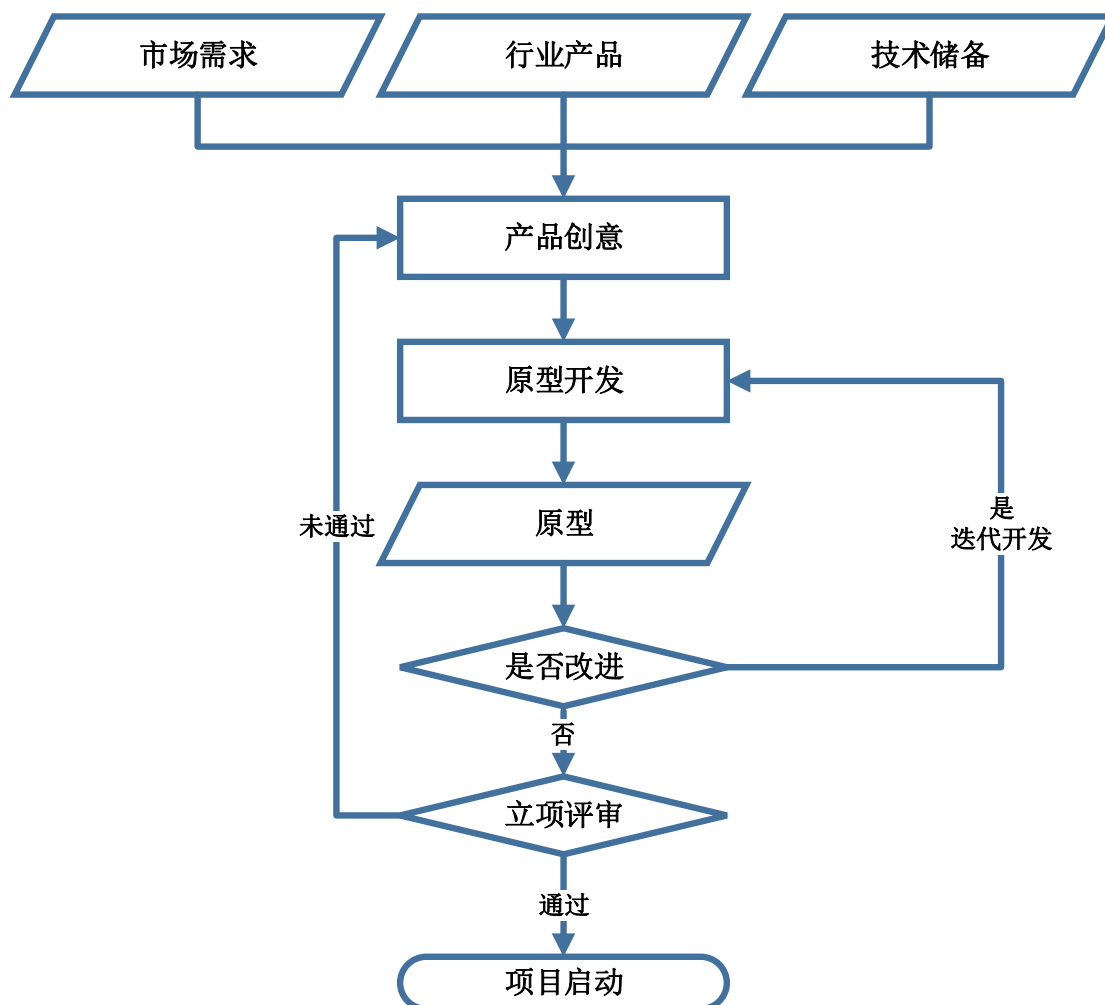 市场需求
行业产品
技术储备
产品创意
原型开发
原型
未通过
是
迭代开发
是否改进
否
立项评审
通过
项目启动